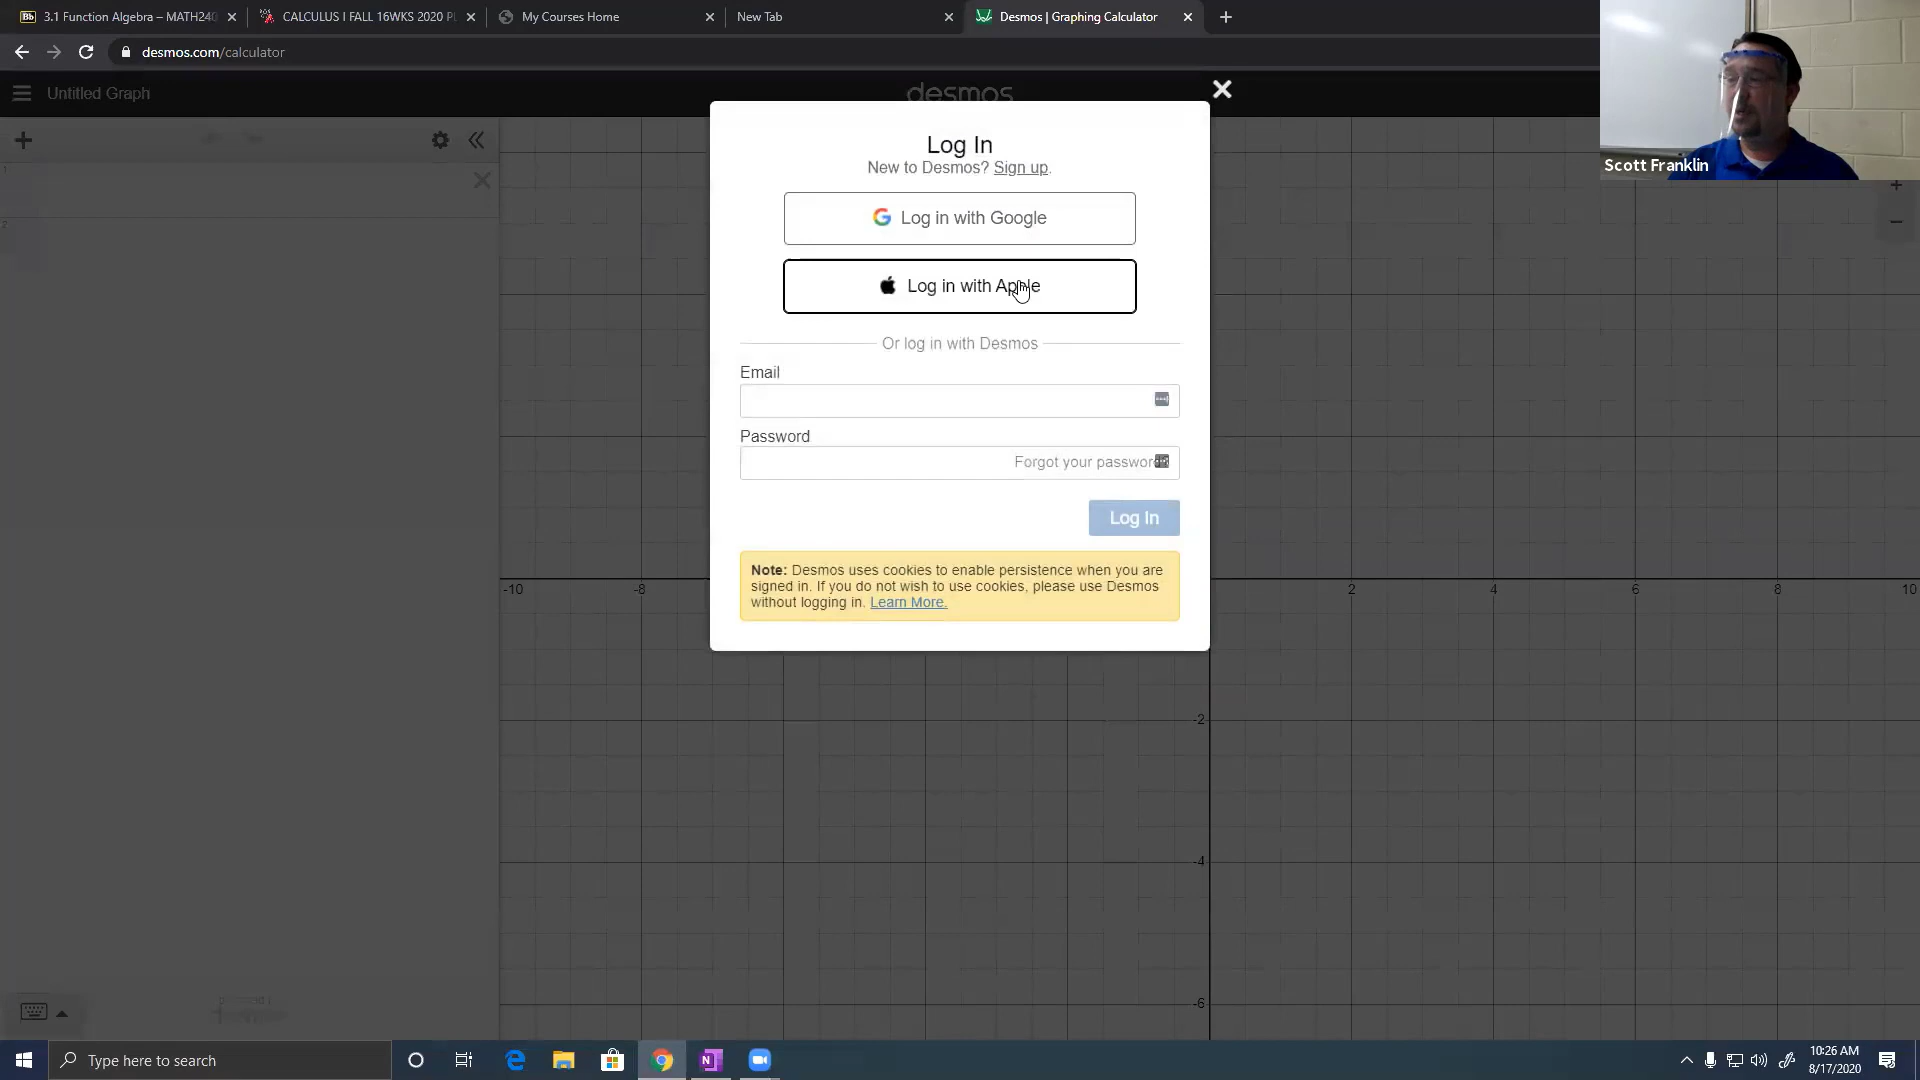 3.1 Function Algebra – MATH240
CALCULUS I FALL 16WKS 2020 PL
My Courses Home
New Tab
Desmos | Graphing Calculator
desmos.com/calculator
Untitled Graph
desmos
Scott Franklin
1
2
Log In
New to Desmos? Sign up.
Log in with Google
Log in with Apple
Or log in with Desmos
Email
Password
Forgot your password
Log In
Note: Desmos uses cookies to enable persistence when you are
signed in. If you do not wish to use cookies, please use Desmos
without logging in. Learn More.
-10
-8
2
4
6
8
10
-2
-4
-6
Type here to search
10:26 AM
8/17/2020